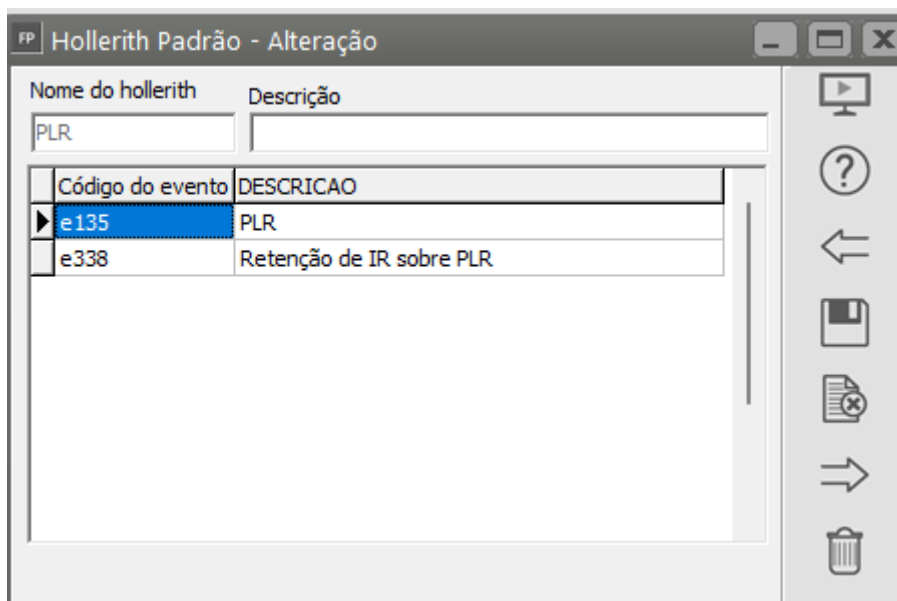 FP Hollerith Padrão - Alteração
Nome do hollerith Descrição
PLR
Código do evento DESCRICAO
e135 PLR
e338 Retenção de IR sobre PLR